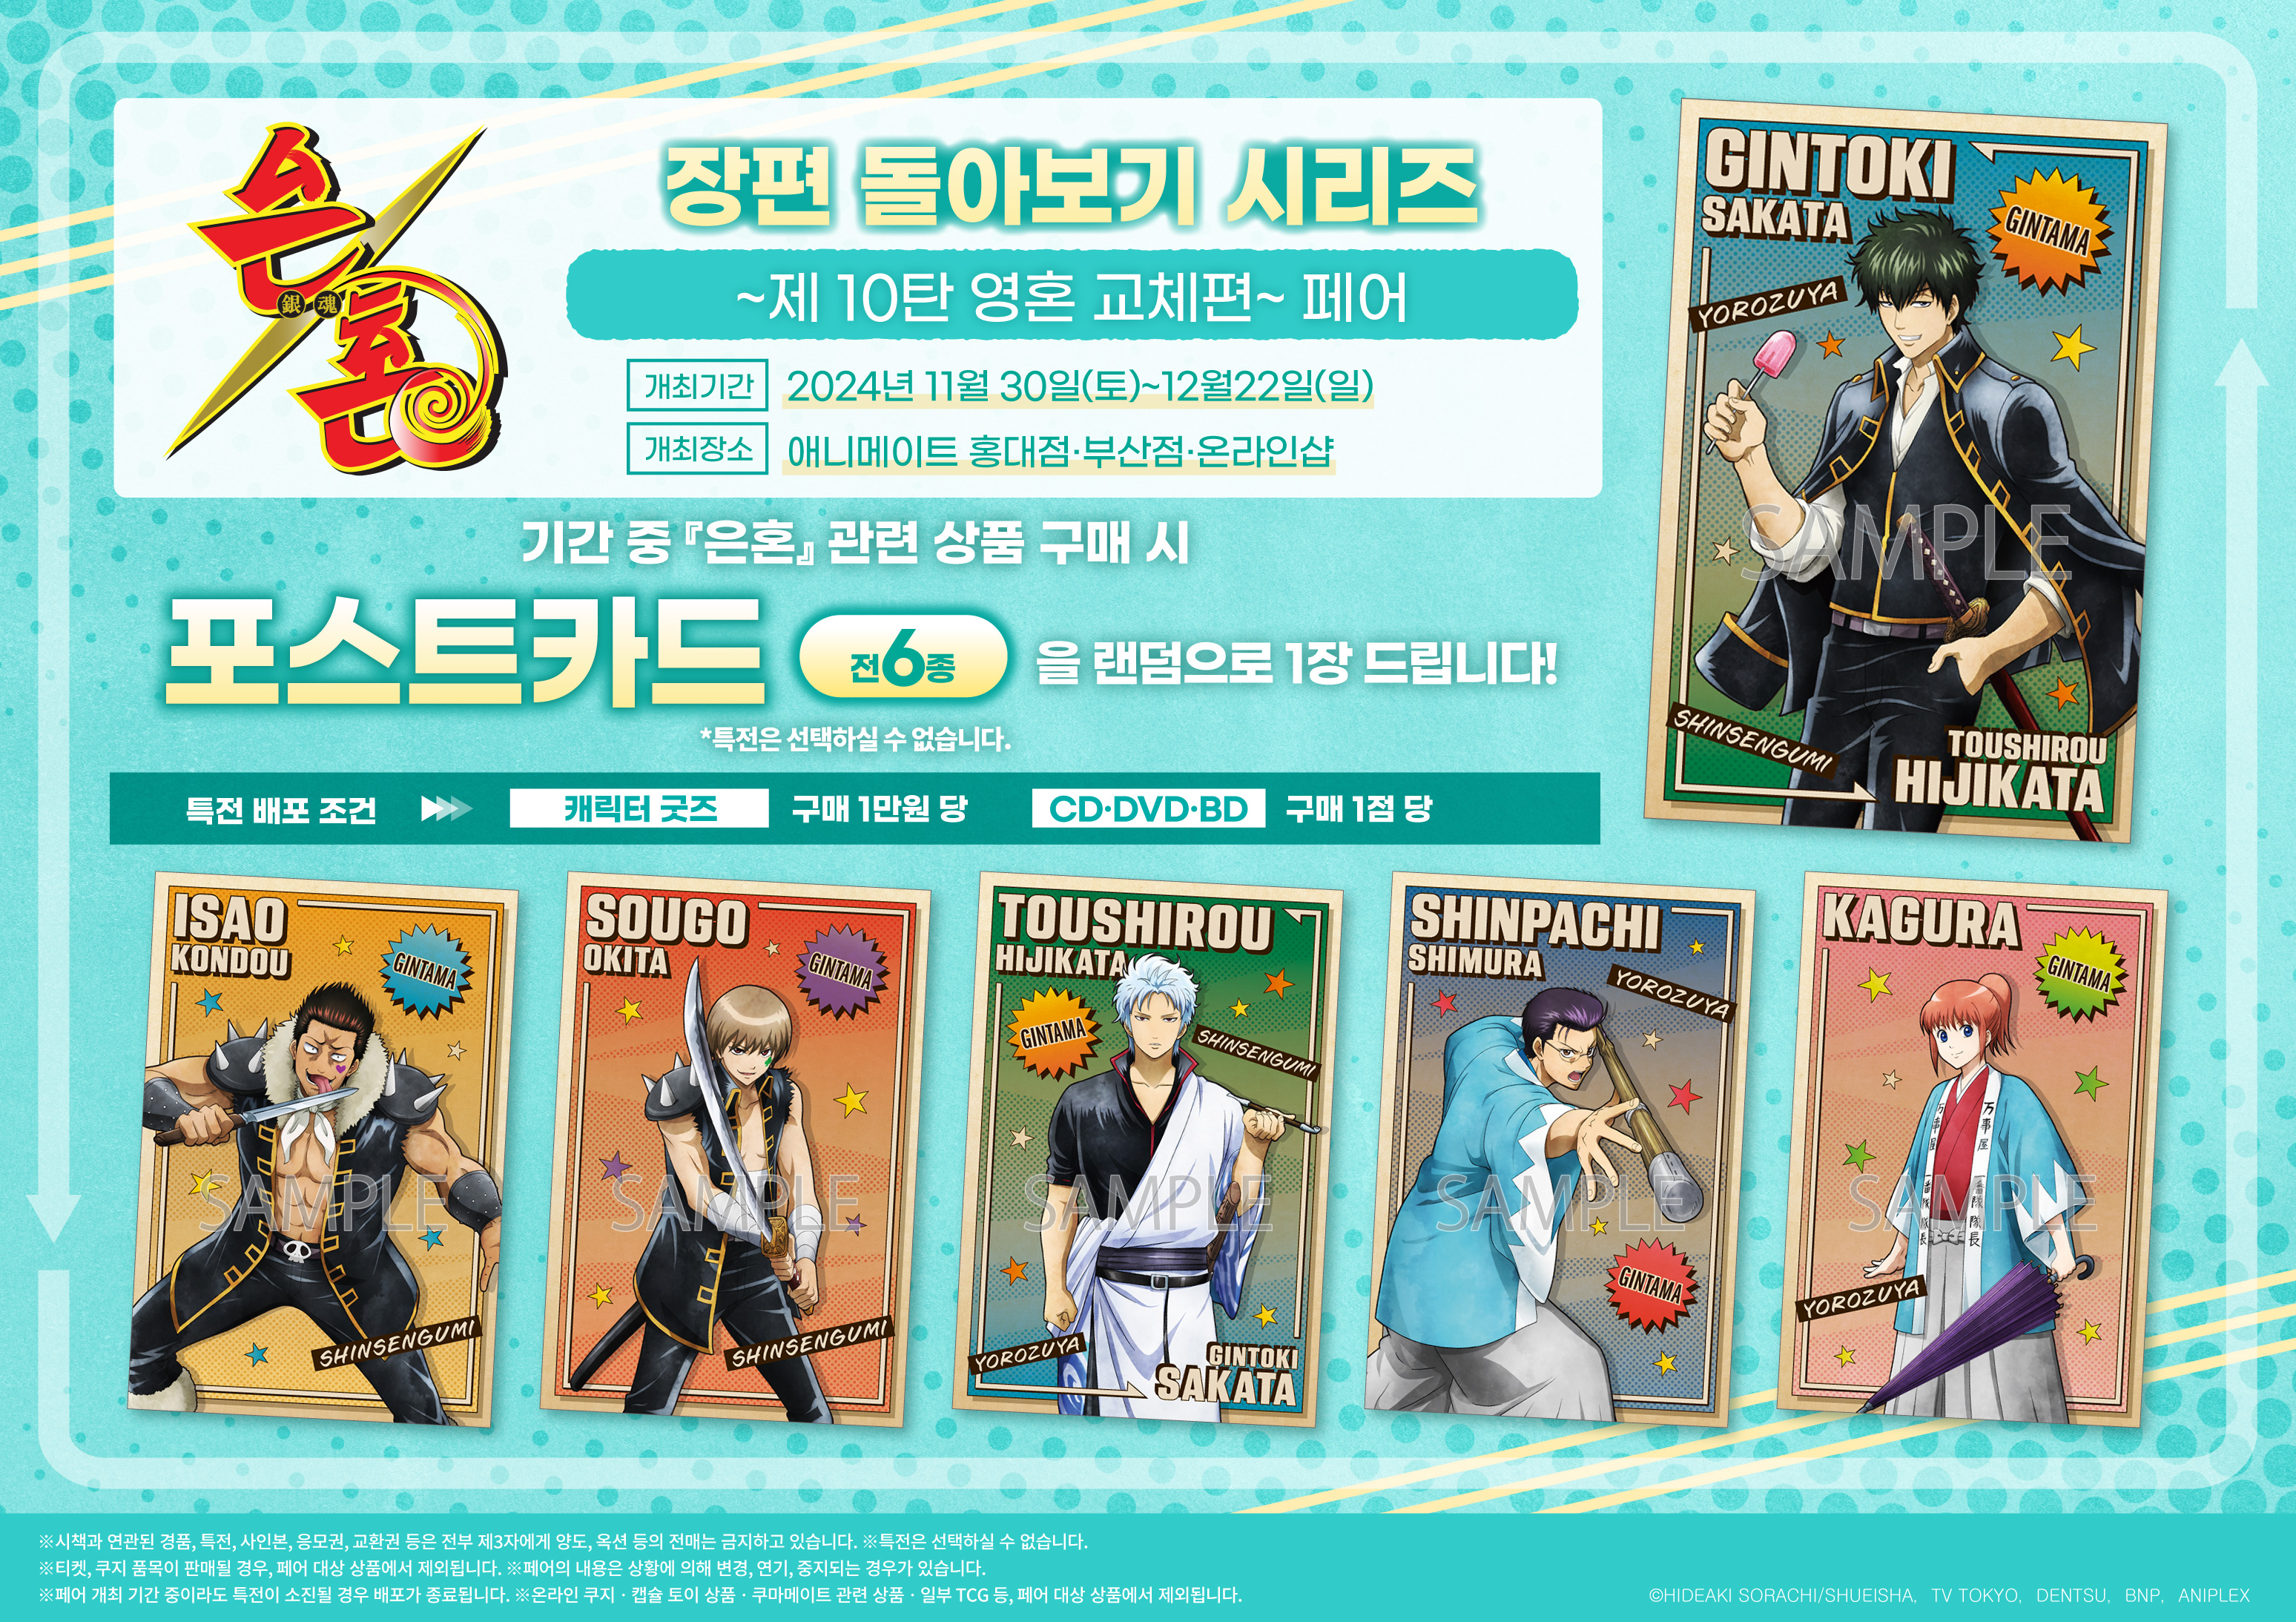 은혼
銀魂
장편 돌아보기 시리즈
~제 10탄 영혼 교체편~ 페어
개최기간 2024년 11월 30일(토)~12월22일(일)
개최장소 애니메이트 홍대점·부산점·온라인샵
기간 중 『은혼』 관련 상품 구매 시
포스트카드 전6종 을 랜덤으로 1장 드립니다!
*특전은 선택하실 수 없습니다.
특전 배포 조건 캐릭터 굿즈 구매 1만원 당 CD·DVD·BD 구매 1점 당
GINTOKI
SAKATA
GINTAMA
YOROZUYA
SAMPLE
SHINSENGUMI
TOUSHIROU
HIJIKATA
ISAO
KONDOU
GINTAMA
SAMPLE
SHINSENGUMI
SOUGO
OKITA
GINTAMA
SAMPLE
SHINSENGUMI
TOUSHIROU
HIJIKATA
GINTAMA
SHINSENGUMI
SAMPLE
YOROZUYA
GINTOKI
SAKATA
SHINPACHI
SHIMURA
YOROZUYA
SAMPLE
GINTAMA
KAGURA
GINTAMA
万事屋 一番隊隊長
万事屋 一番隊隊長
SAMPLE
YOROZUYA
※시책과 연관된 경품, 특전, 사인본, 응모권, 교환권 등은 전부 제3자에게 양도, 옥션 등의 전매는 금지하고 있습니다. ※특전은 선택하실 수 없습니다.
※티켓, 쿠지 품목이 판매될 경우, 페어 대상 상품에서 제외됩니다. ※페어의 내용은 상황에 의해 변경, 연기, 중지되는 경우가 있습니다.
※페어 개최 기간 중이라도 특전이 소진될 경우 배포가 종료됩니다. ※온라인 쿠지 · 캡슐 토이 상품 · 쿠마메이트 관련 상품 · 일부 TCG 등, 페어 대상 상품에서 제외됩니다.
©HIDEAKI SORACHI/SHUEISHA, TV TOKYO, DENTSU, BNP, ANIPLEX